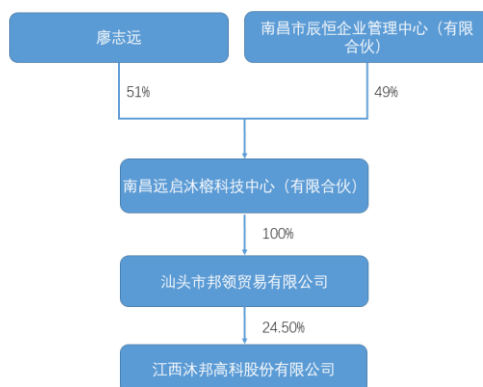 廖志远
南昌市辰恒企业管理中心（有限
合伙）
51%
49%
南昌远启沐榕科技中心（有限合伙）
100%
汕头市邦领贸易有限公司
24.50%
江西沐邦高科股份有限公司